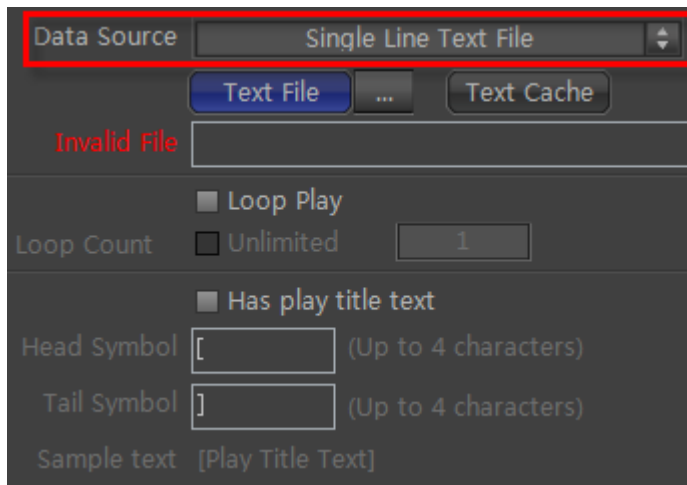 Data Source Single Line Text File
Text File ... Text Cache
Invalid File
Loop Play
Loop Count Unlimited 1
Has play title text
Head Symbol [ (Up to 4 characters)
Tail Symbol ] (Up to 4 characters)
Sample text [Play Title Text]